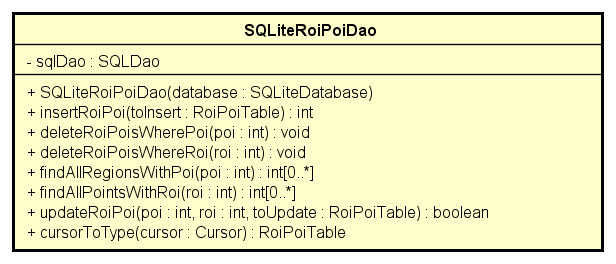 SQLiteRoiPoiDao
- sqlDao : SQLDao
+ SQLiteRoiPoiDao(database : SQLiteDatabase)
+ insertRoiPoi(toInsert : RoiPoiTable) : int
+ deleteRoiPoisWherePoi(poi : int) : void
+ deleteRoiPoisWhereRoi(roi : int) : void
+ findAllRegionsWithPoi(poi : int) : int[0..*]
+ findAllPointsWithRoi(roi : int) : int[0..*]
+ updateRoiPoi(poi : int, roi : int, toUpdate : RoiPoiTable) : boolean
+ cursorToType(cursor : Cursor) : RoiPoiTable